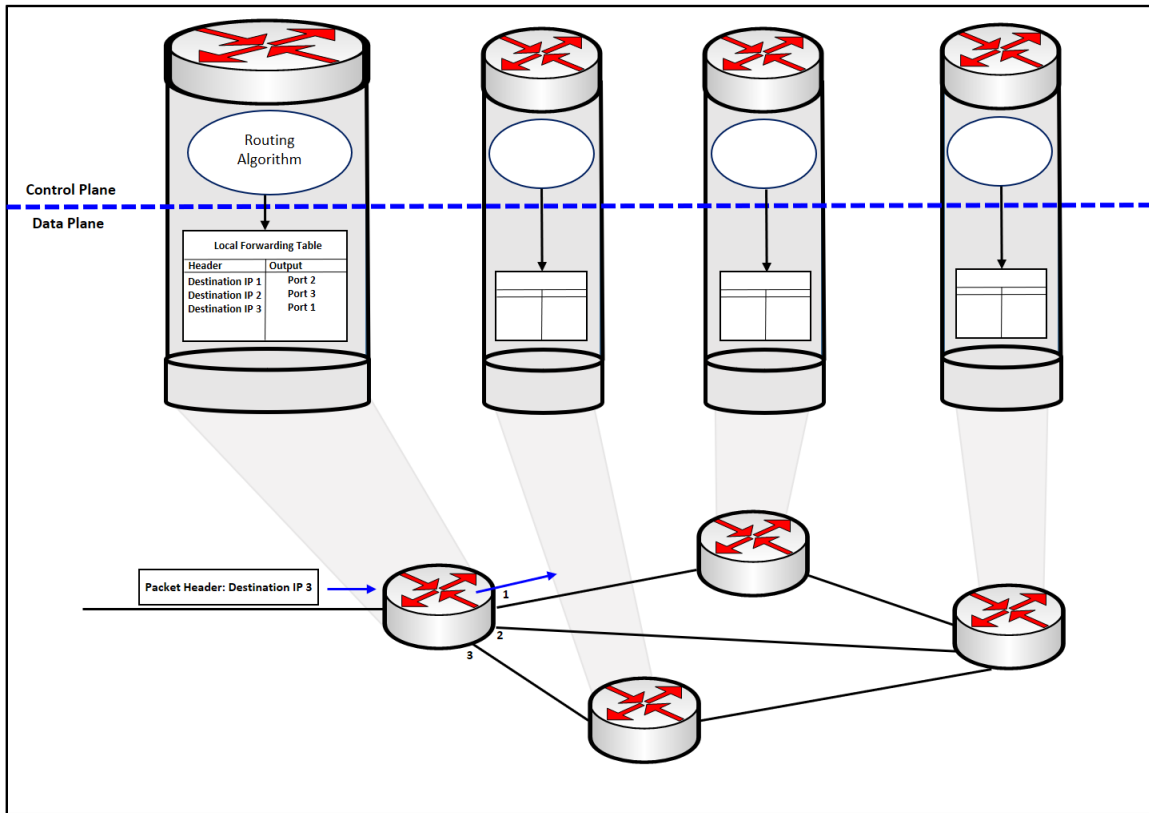 Routing
Algorithm
Control Plane
Data Plane
Local Forwarding Table
Header Output
Destination IP 1 Port 2
Destination IP 2 Port 3
Destination IP 3 Port 1
Packet Header: Destination IP 3
1
2
3